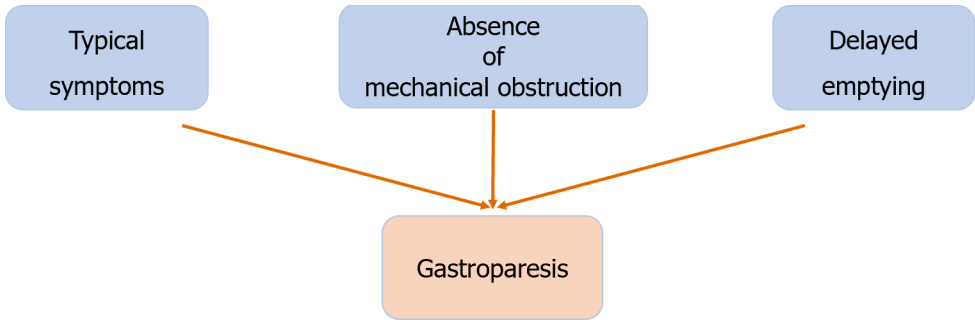 Typical
symptoms
Absence
of
mechanical obstruction
Delayed
emptying
Gastroparesis